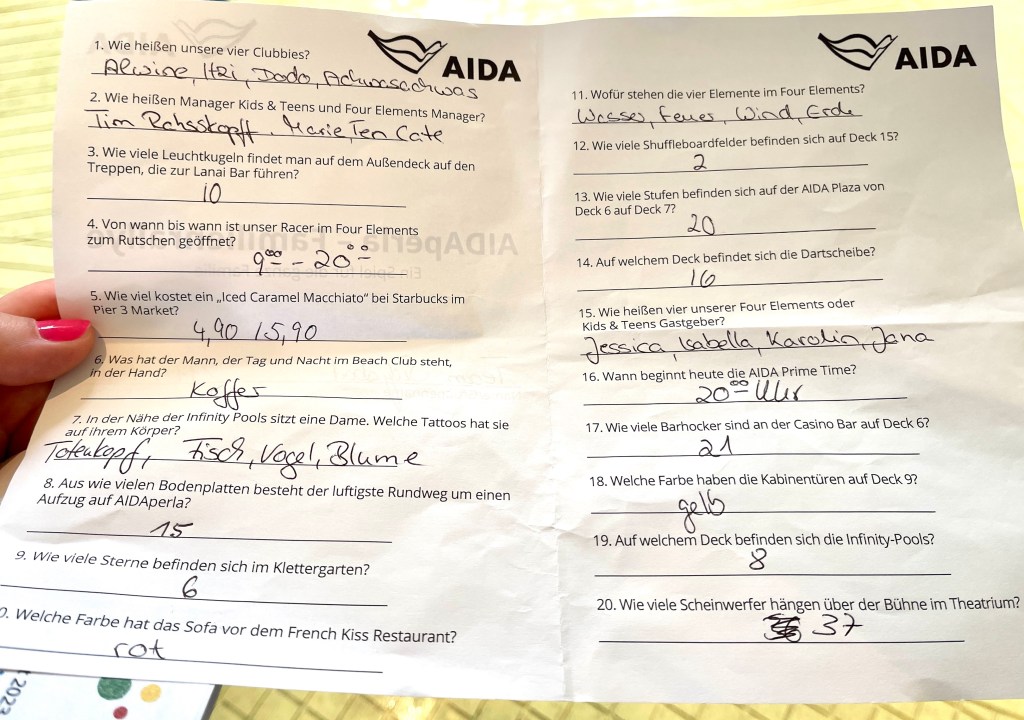 AIDA
1. Wie heißen unsere vier Clubbies?
Alwine, Itzi, Dodo,
2. Wie heißen Manager Kids & Teens und Four Elements Manager?
Tim Marie Ten Cate
3. Wie viele Leuchtkugeln findet man auf dem Außendeck auf den
Treppen, die zur Lanai Bar führen?
10
4. Von wann bis wann ist unser Racer im Four Elements
zum Rutschen geöffnet?
9⁰⁰ - 20⁰⁰
5. Wie viel kostet ein „Iced Caramel Macchiato“ bei Starbucks im
Pier 3 Market?
4,90 / 5,90
6. Was hat der Mann, der Tag und Nacht im Beach Club steht,
in der Hand?
Koffer
7. In der Nähe der Infinity Pools sitzt eine Dame. Welche Tattoos hat sie
auf ihrem Körper?
Totenkopf, Fisch, Vogel, Blume
8. Aus wie vielen Bodenplatten besteht der luftigste Rundweg um einen
Aufzug auf AIDAperla?
15
9. Wie viele Sterne befinden sich im Klettergarten?
6
0. Welche Farbe hat das Sofa vor dem French Kiss Restaurant?
rot
AIDA
11. Wofür stehen die vier Elemente im Four Elements?
Wasser, Feuer, Wind, Erde
12. Wie viele Shuffleboardfelder befinden sich auf Deck 15?
2
13. Wie viele Stufen befinden sich auf der AIDA Plaza von
Deck 6 auf Deck 7?
20
14. Auf welchem Deck befindet sich die Dartscheibe?
16
15. Wie heißen vier unserer Four Elements oder
Kids & Teens Gastgeber?
Jessica, Isabella, Karolin, Jana
16. Wann beginnt heute die AIDA Prime Time?
20⁰⁰ Uhr
17. Wie viele Barhocker sind an der Casino Bar auf Deck 6?
21
18. Welche Farbe haben die Kabinentüren auf Deck 9?
gelb
19. Auf welchem Deck befinden sich die Infinity-Pools?
8
20. Wie viele Scheinwerfer hängen über der Bühne im Theatrium?
37
2023